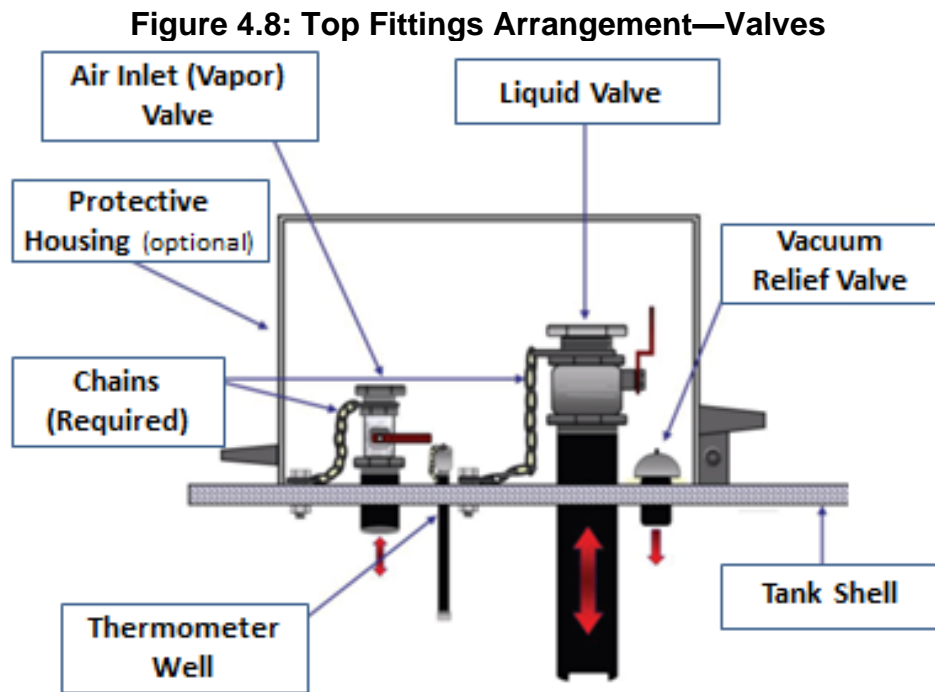 Figure 4.8: Top Fittings Arrangement—Valves
Air Inlet (Vapor)
Valve
Liquid Valve
Protective
Housing (optional)
Vacuum
Relief Valve
Chains
(Required)
Tank Shell
Thermometer
Well